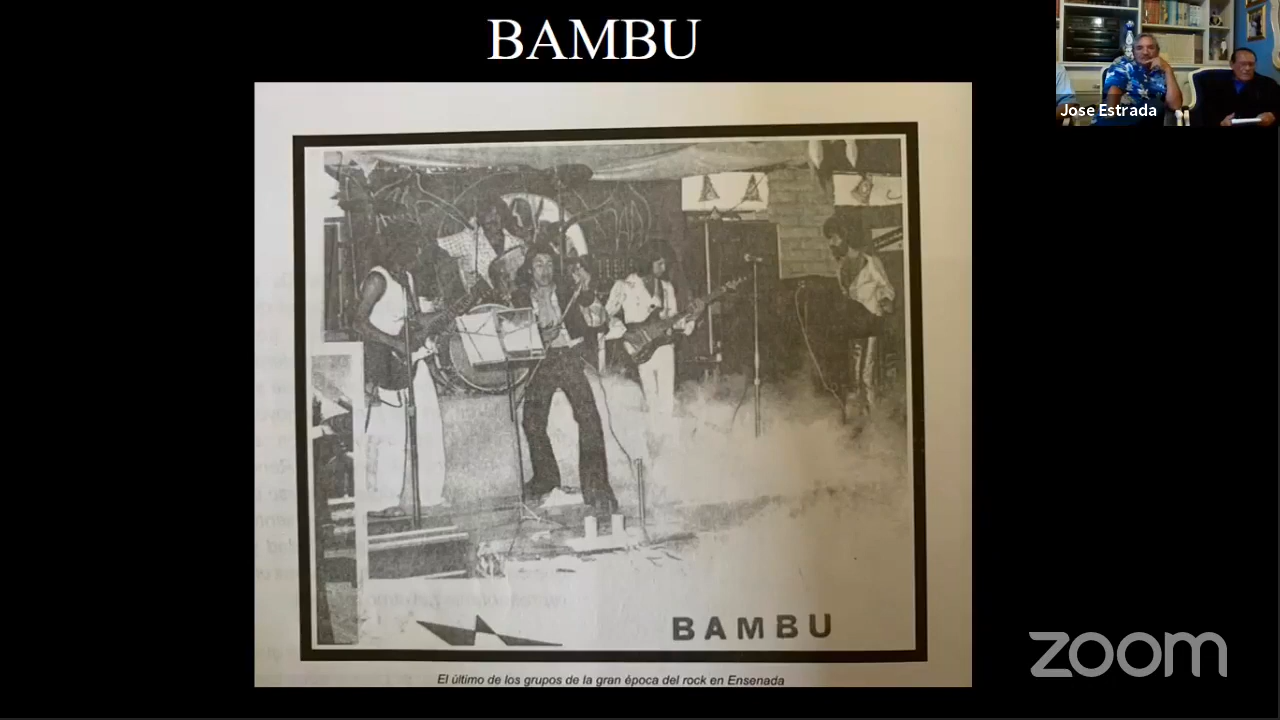 BAMBU
Jose Estrada
BAMBU
El último de los grupos de la gran época del rock en Ensenada
zoom